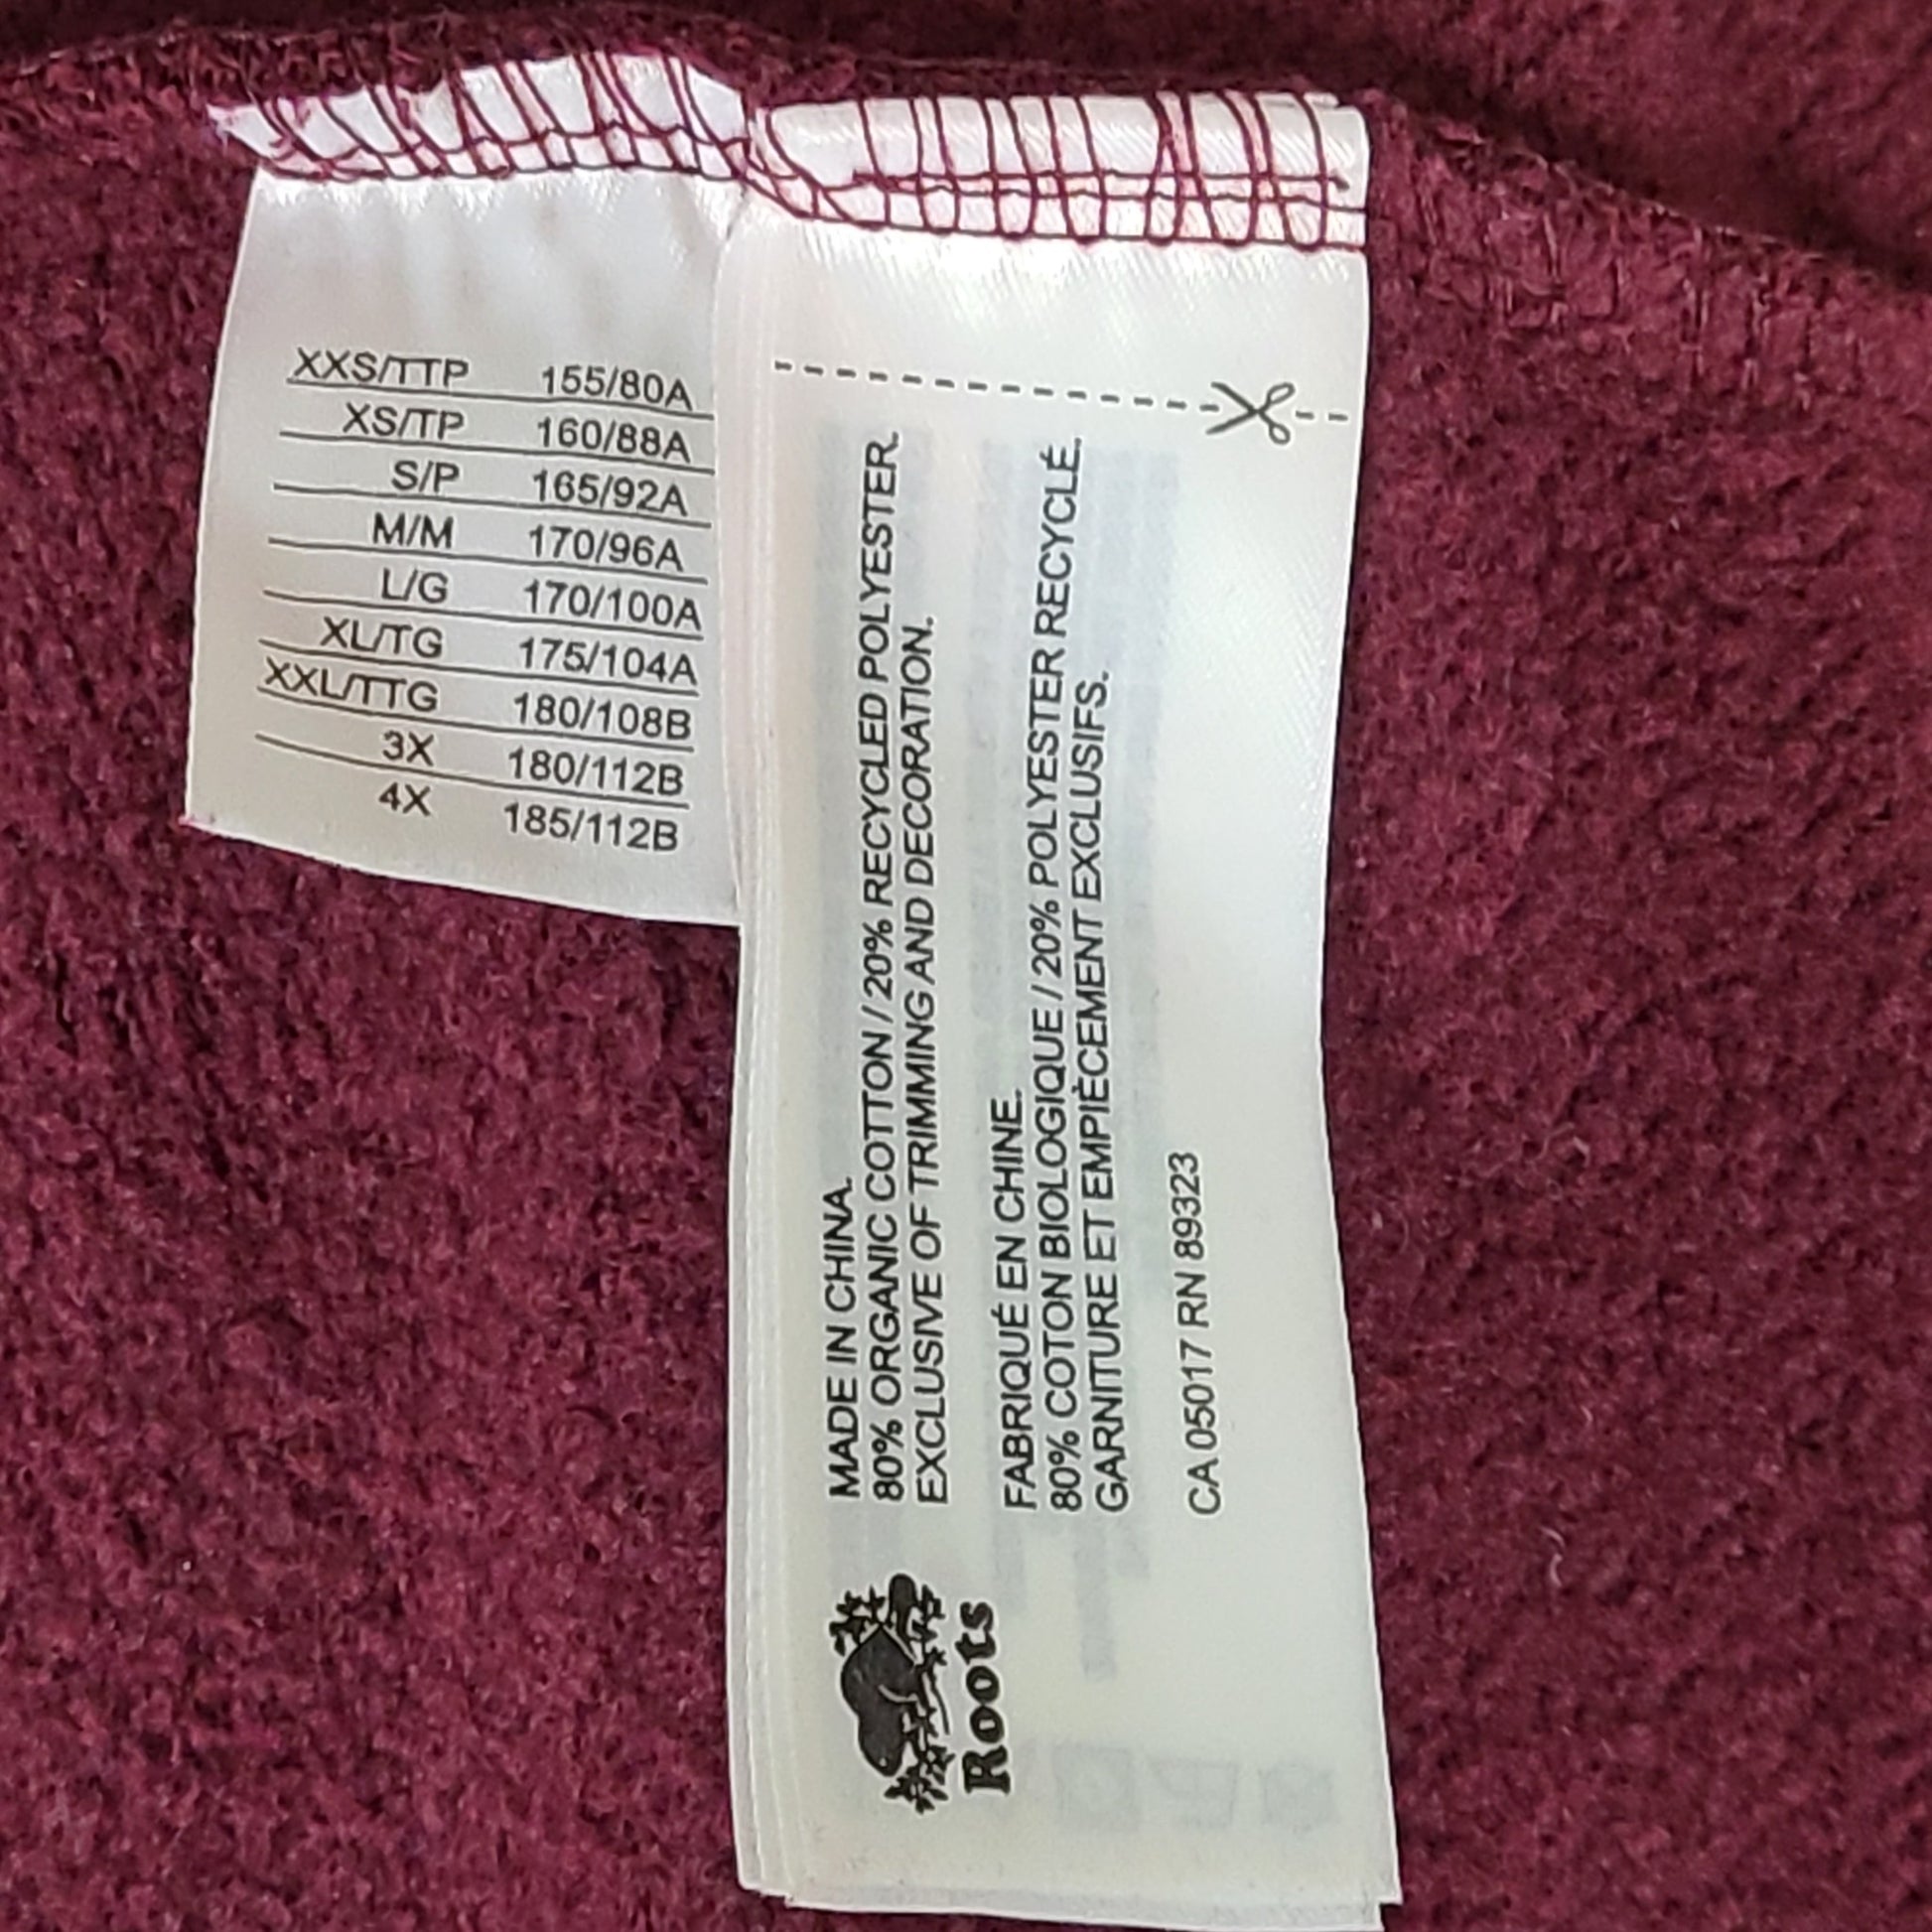 XXS/TTP 155/80A
XS/TP 160/88A
S/P 165/92A
M/M 170/96A
L/G 170/100A
XL/TG 175/104A
XXL/TTG 180/108B
3X 180/112B
4X 185/112B
Roots
MADE IN CHINA.
80% ORGANIC COTTON / 20% RECYCLED POLYESTER.
EXCLUSIVE OF TRIMMING AND DECORATION.
FABRIQUÉ EN CHINE.
80% COTON BIOLOGIQUE / 20% POLYESTER RECYCLÉ.
GARNITURE ET EMPIÈCEMENT EXCLUSIFS.
CA 05017 RN 89323